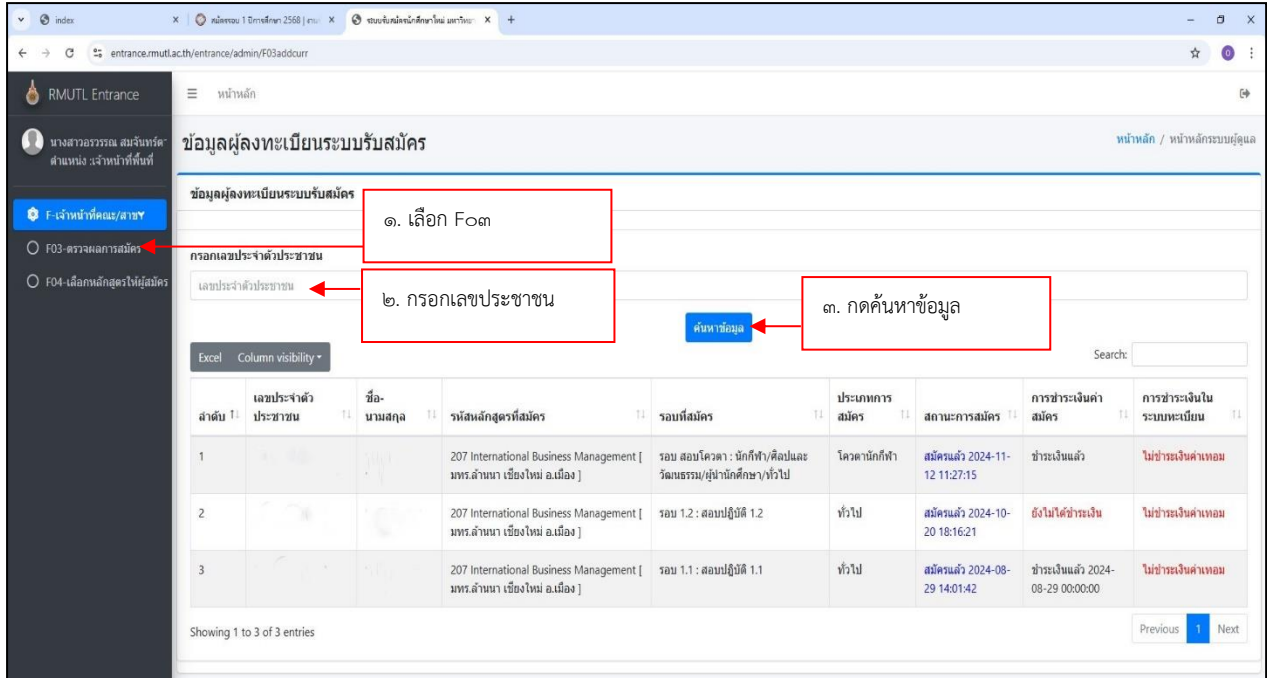 index
สมัครรอบ 1 ปีการศึกษา 2568 |
ระบบรับสมัครนักศึกษาใหม่ มหาวิทยา
entrance.rmutl.ac.th/entrance/admin/F03addcurr
RMUTL Entrance
หน้าหลัก
นางสาวอรวรรณ สมจันทร์ตา
ตำแหน่ง :เจ้าหน้าที่พื้นที่
ข้อมูลผู้ลงทะเบียนระบบรับสมัคร
หน้าหลัก / หน้าหลักระบบผู้ดูแล
F-เจ้าหน้าที่คณะ/สาขา
F03-ตรวจผลการสมัคร
F04-เลือกหลักสูตรให้ผู้สมัคร
ข้อมูลผู้ลงทะเบียนระบบรับสมัคร
๑. เลือก F๐๓
กรอกเลขประจำตัวประชาชน
เลขประจำตัวประชาชน
๒. กรอกเลขประชาชน
๓. กดค้นหาข้อมูล
ค้นหาข้อมูล
Excel Column visibility
Search:
ลำดับ เลขประจำตัวประชาชน ชื่อ-นามสกุล รหัสหลักสูตรที่สมัคร รอบที่สมัคร ประเภทการสมัคร สถานะการสมัคร การชำระเงินค่าสมัคร การชำระเงินในระบบทะเบียน
1 207 International Business Management [ รอบ สอบโควตา : นักกีฬา/ศิลปและ โควตานักกีฬา สมัครแล้ว 2024-11- ชำระเงินแล้ว ไม่ชำระเงินค่าเทอม
มทร.ล้านนา เชียงใหม่ อ.เมือง ] วัฒนธรรม/ผู้นำนักศึกษา/ทั่วไป 12 11:27:15
2 207 International Business Management [ รอบ 1.2 : สอบปฏิบัติ 1.2 ทั่วไป สมัครแล้ว 2024-10- ยังไม่ได้ชำระเงิน ไม่ชำระเงินค่าเทอม
มทร.ล้านนา เชียงใหม่ อ.เมือง ] 20 18:16:21
3 207 International Business Management [ รอบ 1.1 : สอบปฏิบัติ 1.1 ทั่วไป สมัครแล้ว 2024-08- ชำระเงินแล้ว 2024- ไม่ชำระเงินค่าเทอม
มทร.ล้านนา เชียงใหม่ อ.เมือง ] 29 14:01:42 08-29 00:00:00
Showing 1 to 3 of 3 entries
Previous 1 Next